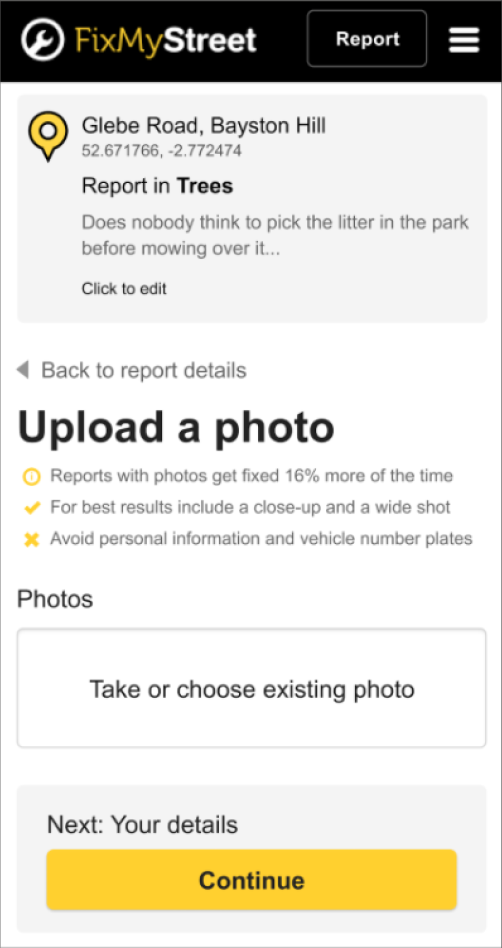 FixMyStreet
Report
Glebe Road, Bayston Hill
52.671766, -2.772474
Report in Trees
Does nobody think to pick the litter in the park
before mowing over it...
Click to edit
Back to report details
Upload a photo
Reports with photos get fixed 16% more of the time
For best results include a close-up and a wide shot
Avoid personal information and vehicle number plates
Photos
Take or choose existing photo
Next: Your details
Continue